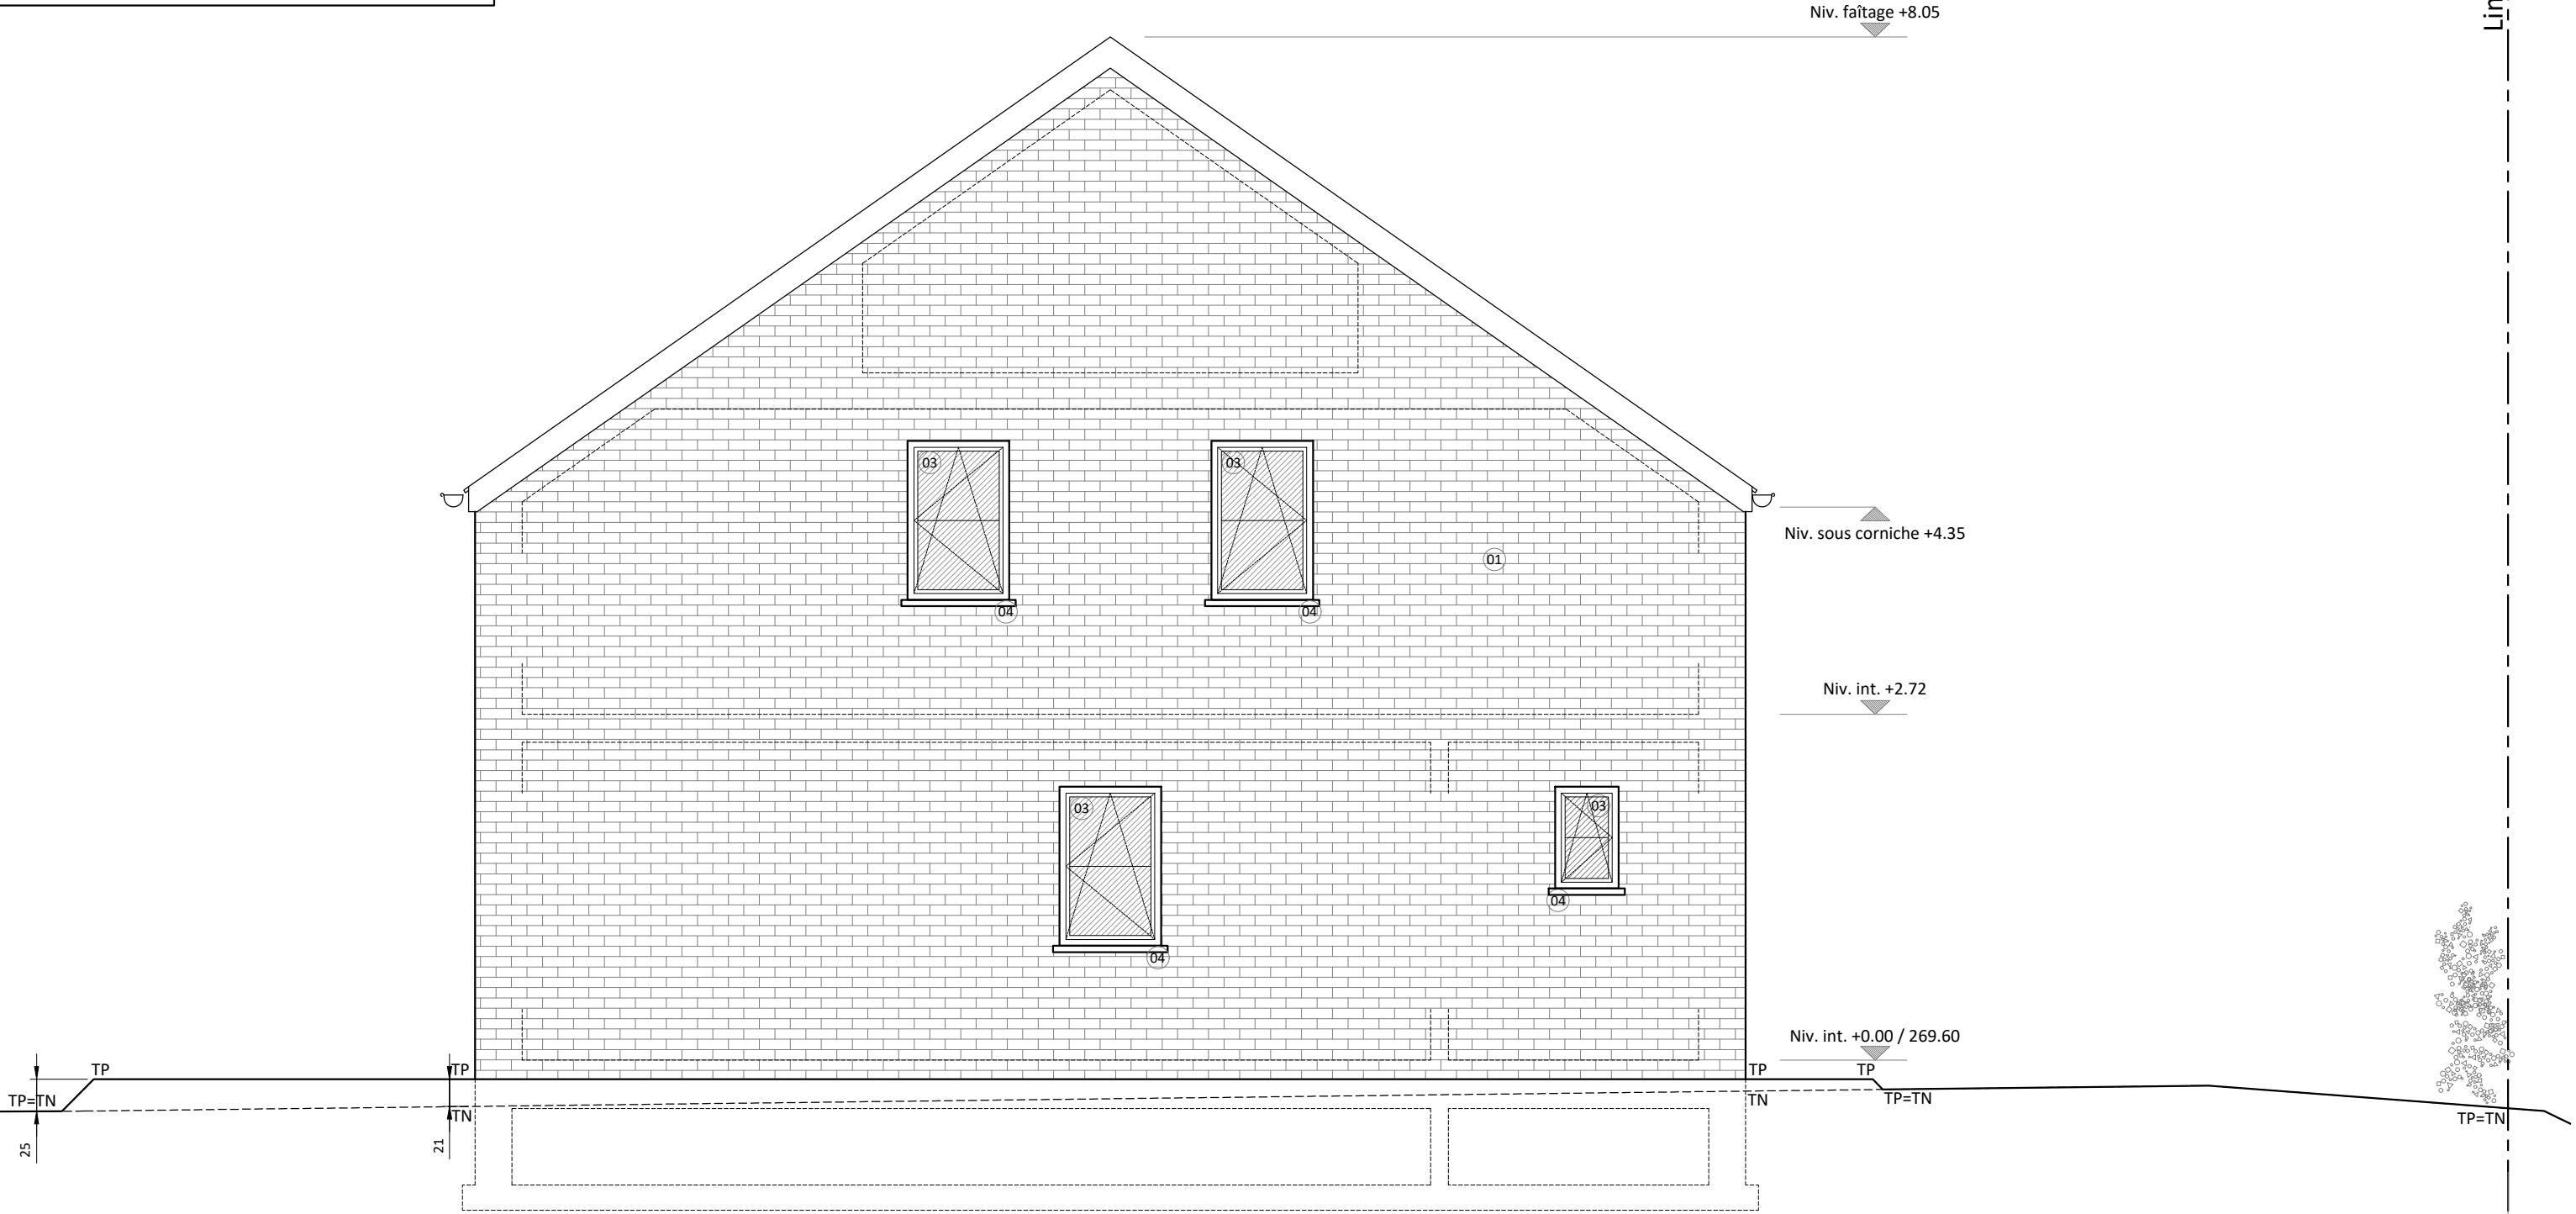 Niv. faîtage +8.05
Lin
03
03
Niv. sous corniche +4.35
01
04
04
Niv. int. +2.72
03
03
04
04
Niv. int. +0.00 / 269.60
TP
TP
TP
TP
TP=TN
TN
TN
TP=TN
TP=TN
25
21